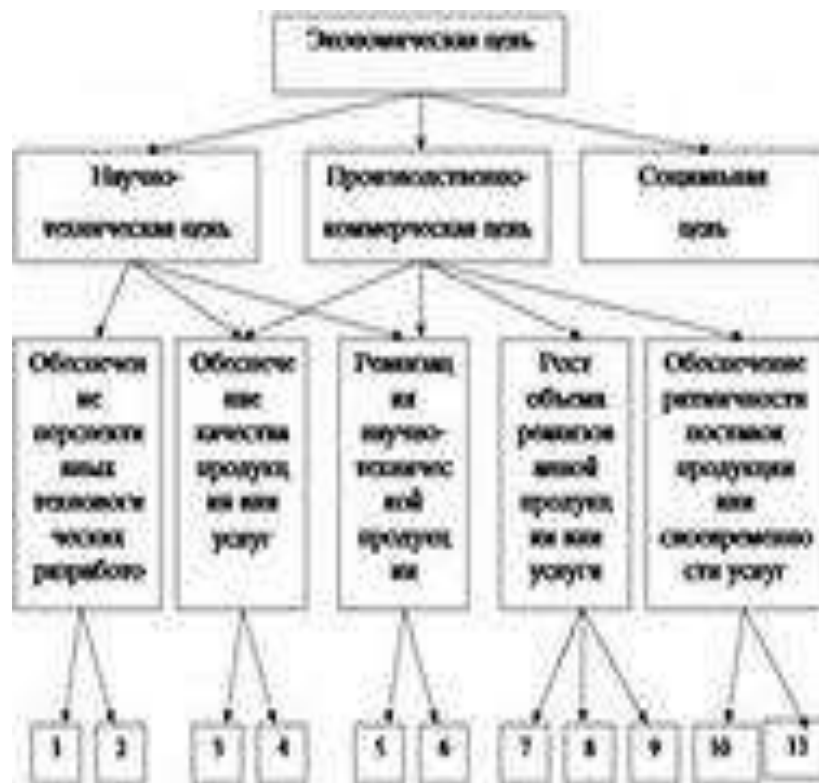 Экономическая цель
Научно-
техническая цель
Производственно-
коммерческая цель
Социальная
цель
Обеспечен
ие
перспекти
вных
технологи
ческих
разработо
Обеспече
ние
качества
продукц
ии или
услуг
Реализац
ия
научно-
техничес
кой
продукц
ии
Рост
объема
реализов
анной
продукц
ии или
услуги
Обеспечение
ритмичности
поставок
продукции
или
своевременно
сти услуг
1
2
3
4
5
6
7
8
9
10
11